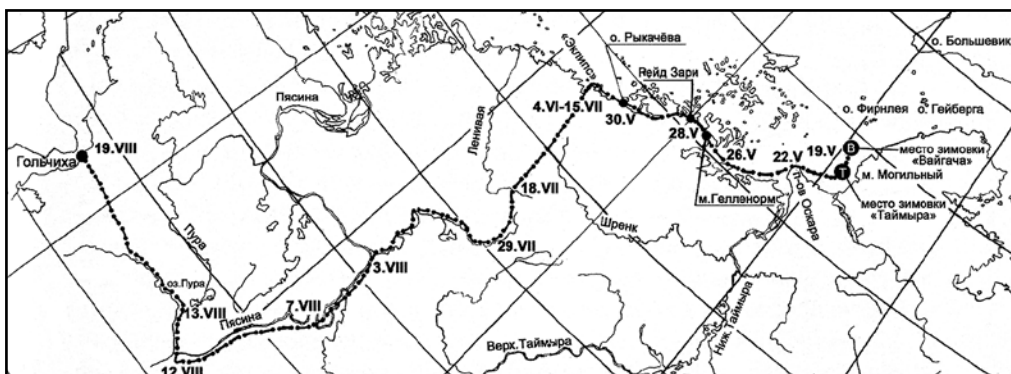 о. Рыкачёва
о. Большевик
«Эклипс»
Рейд Зари
Пясина
о. Фирнлея
о. Гейберга
4.VI-15.VII
30.V
Ленивая
19.VIII
Гольчиха
28.V
26.V
22.V
19.V
В
место зимовки
«Вайгача»
Т
м. Могильный
18.VII
м.Гелленорм
п-ов Оскара
место зимовки
«Таймыра»
Пура
Шренк
29.VII
3.VIII
оз.Пура
13.VIII
7.VIII
Пясина
Верх.Таймыра
Ниж.Таймыра
12.VIII